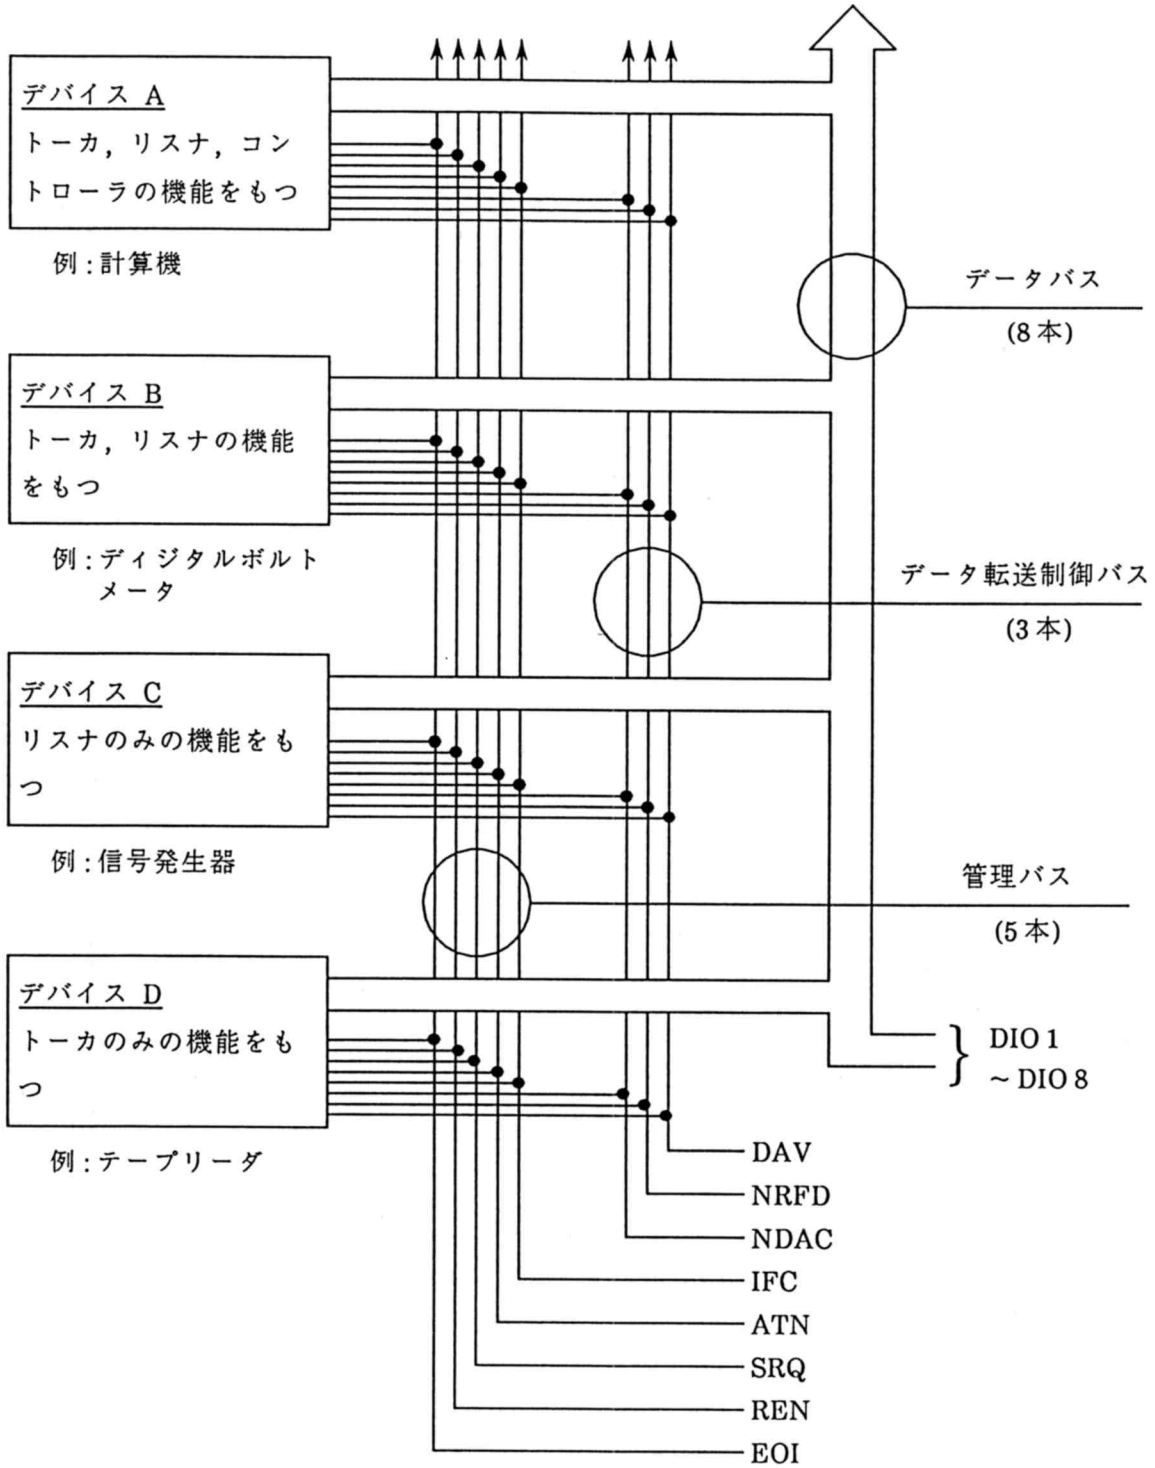 デバイス A
トーカ, リスナ, コン
トローラの機能をもつ
例:計算機
データバス
(8本)
デバイス B
トーカ, リスナの機能
をもつ
例:ディジタルボルト
メータ
データ転送制御バス
(3本)
デバイス C
リスナのみの機能をも
つ
例:信号発生器
管理バス
(5本)
デバイス D
トーカのみの機能をも
つ
例:テープリーダ
DIO 1
～DIO 8
DAV
NRFD
NDAC
IFC
ATN
SRQ
REN
EOI